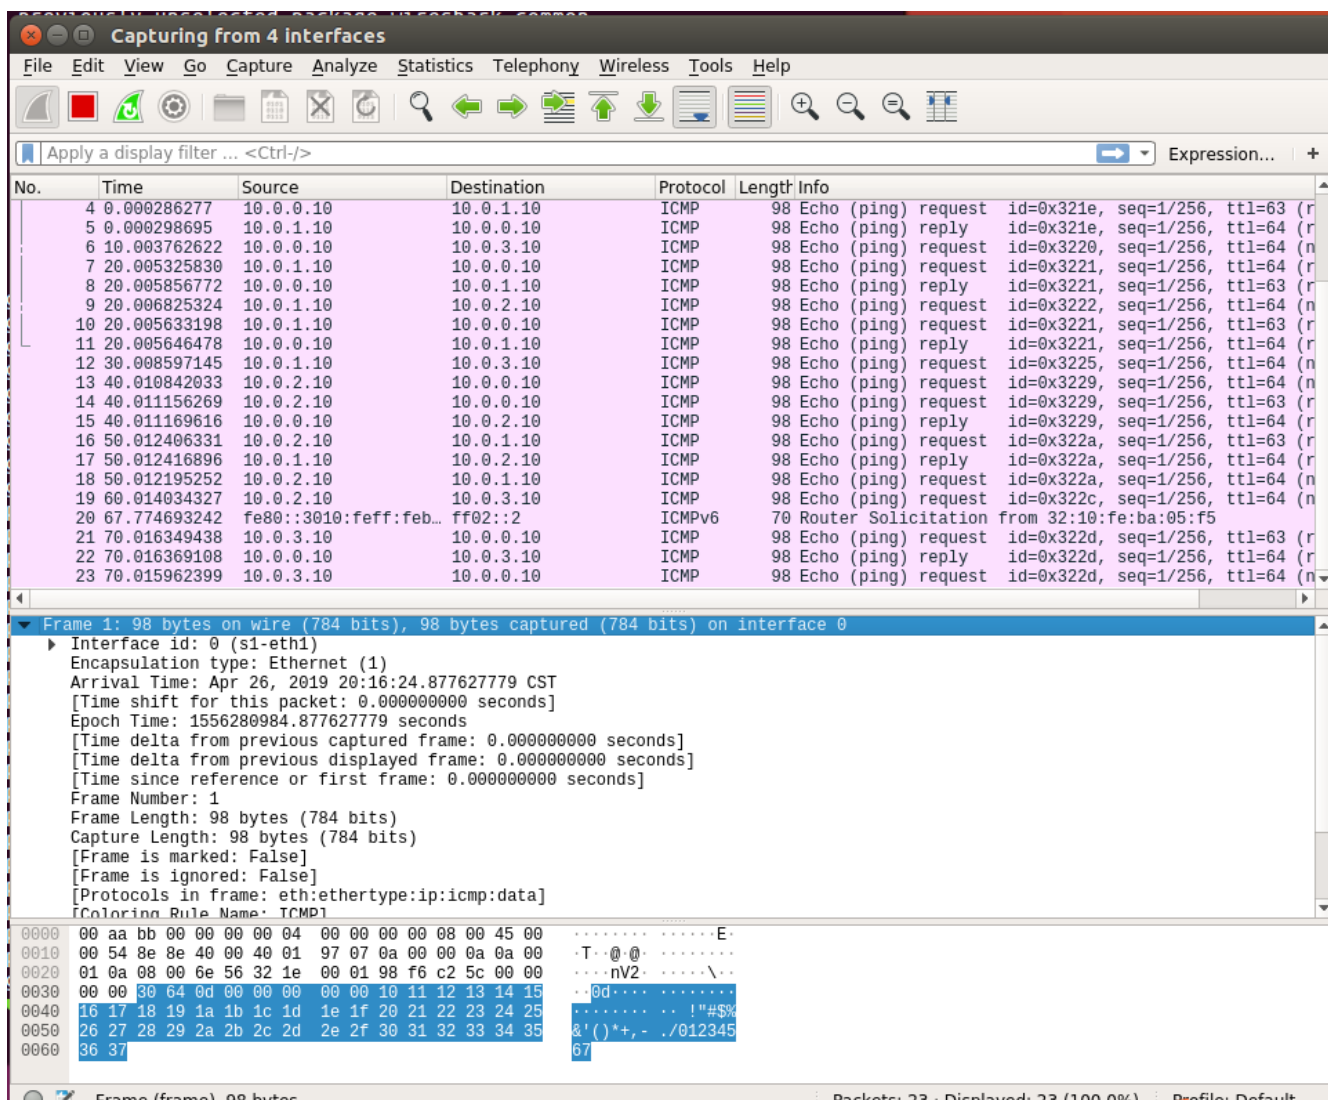 Capturing from 4 interfaces
File Edit View Go Capture Analyze Statistics Telephony Wireless Tools Help
Apply a display filter ... <Ctrl-/> Expression... +
No. Time Source Destination Protocol Length Info
4 0.000286277 10.0.0.10 10.0.1.10 ICMP 98 Echo (ping) request id=0x321e, seq=1/256, ttl=63 (r
5 0.000298695 10.0.1.10 10.0.0.10 ICMP 98 Echo (ping) reply id=0x321e, seq=1/256, ttl=64 (r
6 10.003762622 10.0.0.10 10.0.3.10 ICMP 98 Echo (ping) request id=0x3220, seq=1/256, ttl=64 (n
7 20.005325830 10.0.1.10 10.0.0.10 ICMP 98 Echo (ping) request id=0x3221, seq=1/256, ttl=64 (r
8 20.005856772 10.0.0.10 10.0.1.10 ICMP 98 Echo (ping) reply id=0x3221, seq=1/256, ttl=63 (r
9 20.006825324 10.0.1.10 10.0.2.10 ICMP 98 Echo (ping) request id=0x3222, seq=1/256, ttl=64 (n
10 20.005633198 10.0.1.10 10.0.0.10 ICMP 98 Echo (ping) request id=0x3221, seq=1/256, ttl=63 (r
11 20.005646478 10.0.0.10 10.0.1.10 ICMP 98 Echo (ping) reply id=0x3221, seq=1/256, ttl=64 (r
12 30.008597145 10.0.1.10 10.0.3.10 ICMP 98 Echo (ping) request id=0x3225, seq=1/256, ttl=64 (n
13 40.010842033 10.0.2.10 10.0.0.10 ICMP 98 Echo (ping) request id=0x3229, seq=1/256, ttl=64 (n
14 40.011156269 10.0.2.10 10.0.0.10 ICMP 98 Echo (ping) request id=0x3229, seq=1/256, ttl=63 (r
15 40.011169616 10.0.0.10 10.0.2.10 ICMP 98 Echo (ping) reply id=0x3229, seq=1/256, ttl=64 (r
16 50.012406331 10.0.2.10 10.0.1.10 ICMP 98 Echo (ping) request id=0x322a, seq=1/256, ttl=63 (r
17 50.012416896 10.0.1.10 10.0.2.10 ICMP 98 Echo (ping) reply id=0x322a, seq=1/256, ttl=64 (r
18 50.012195252 10.0.2.10 10.0.1.10 ICMP 98 Echo (ping) request id=0x322a, seq=1/256, ttl=64 (n
19 60.014034327 10.0.2.10 10.0.3.10 ICMP 98 Echo (ping) request id=0x322c, seq=1/256, ttl=64 (n
20 67.774693242 fe80::3010:feff:feb… ff02::2 ICMPv6 70 Router Solicitation from 32:10:fe:ba:05:f5
21 70.016349438 10.0.3.10 10.0.0.10 ICMP 98 Echo (ping) request id=0x322d, seq=1/256, ttl=63 (r
22 70.016369108 10.0.0.10 10.0.3.10 ICMP 98 Echo (ping) reply id=0x322d, seq=1/256, ttl=64 (r
23 70.015962399 10.0.3.10 10.0.0.10 ICMP 98 Echo (ping) request id=0x322d, seq=1/256, ttl=64 (n
Frame 1: 98 bytes on wire (784 bits), 98 bytes captured (784 bits) on interface 0
Interface id: 0 (s1-eth1)
Encapsulation type: Ethernet (1)
Arrival Time: Apr 26, 2019 20:16:24.877627779 CST
[Time shift for this packet: 0.000000000 seconds]
Epoch Time: 1556280984.877627779 seconds
[Time delta from previous captured frame: 0.000000000 seconds]
[Time delta from previous displayed frame: 0.000000000 seconds]
[Time since reference or first frame: 0.000000000 seconds]
Frame Number: 1
Frame Length: 98 bytes (784 bits)
Capture Length: 98 bytes (784 bits)
[Frame is marked: False]
[Frame is ignored: False]
[Protocols in frame: eth:ethertype:ip:icmp:data]
[Coloring Rule Name: ICMP]
0000 00 aa bb 00 00 00 00 04 00 00 00 00 08 00 45 00 ········ ······E·
0010 00 54 8e 8e 40 00 40 01 97 07 0a 00 00 0a 0a 00 ·T··@·@· ········
0020 01 0a 08 00 6e 56 32 1e 00 01 98 f6 c2 5c 00 00 ····nV2· ·····\··
0030 00 00 30 64 0d 00 00 00 00 00 10 11 12 13 14 15 ··0d···· ········
0040 16 17 18 19 1a 1b 1c 1d 1e 1f 20 21 22 23 24 25 ········ ·· !"#$%
0050 26 27 28 29 2a 2b 2c 2d 2e 2f 30 31 32 33 34 35 &'()*+,- ./012345
0060 36 37 67
Frame (frame), 98 bytes Packets: 23 · Displayed: 23 (100.0%) Profile: Default